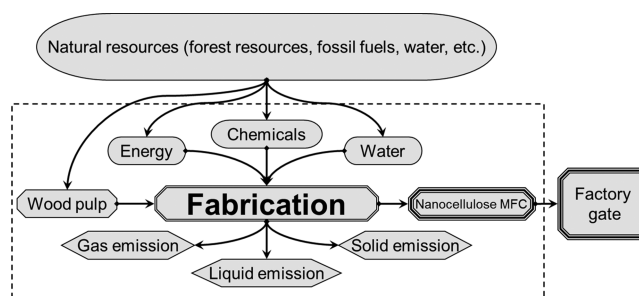 Natural resources (forest resources, fossil fuels, water, etc.)
Chemicals
Energy
Water
Wood pulp
Fabrication
Nanocellulose MFC
Factory
gate
Gas emission
Solid emission
Liquid emission